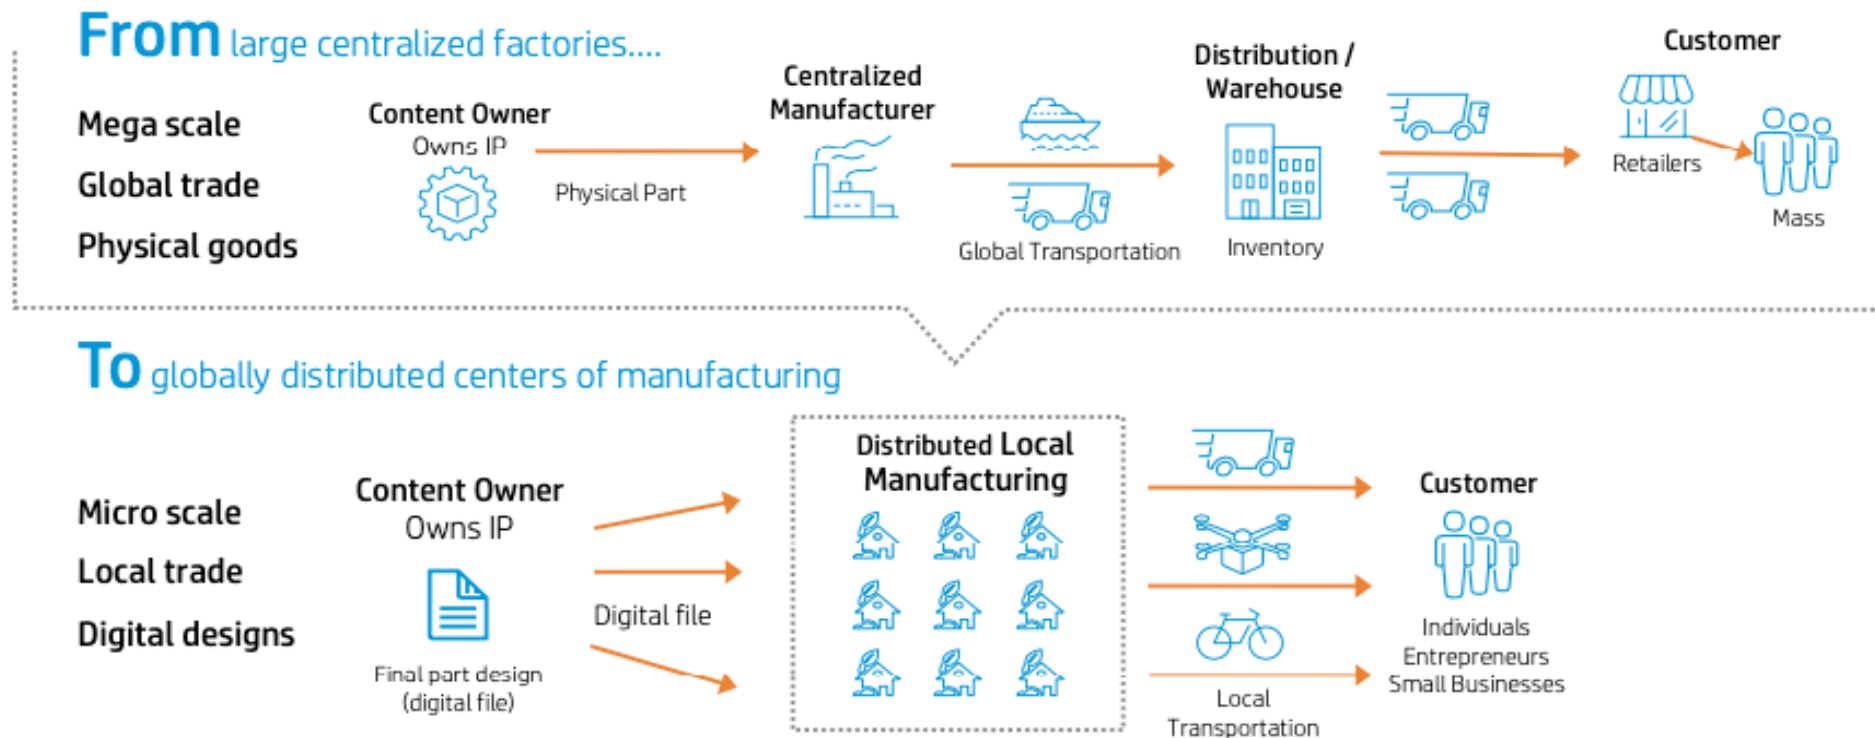 From large centralized factories....
Mega scale
Global trade
Physical goods
Content Owner
Owns IP
Physical Part
Centralized
Manufacturer
Global Transportation
Distribution /
Warehouse
Inventory
Customer
Retailers
Mass
To globally distributed centers of manufacturing
Micro scale
Local trade
Digital designs
Content Owner
Owns IP
Final part design
(digital file)
Digital file
Distributed Local
Manufacturing
Local
Transportation
Customer
Individuals
Entrepreneurs
Small Businesses